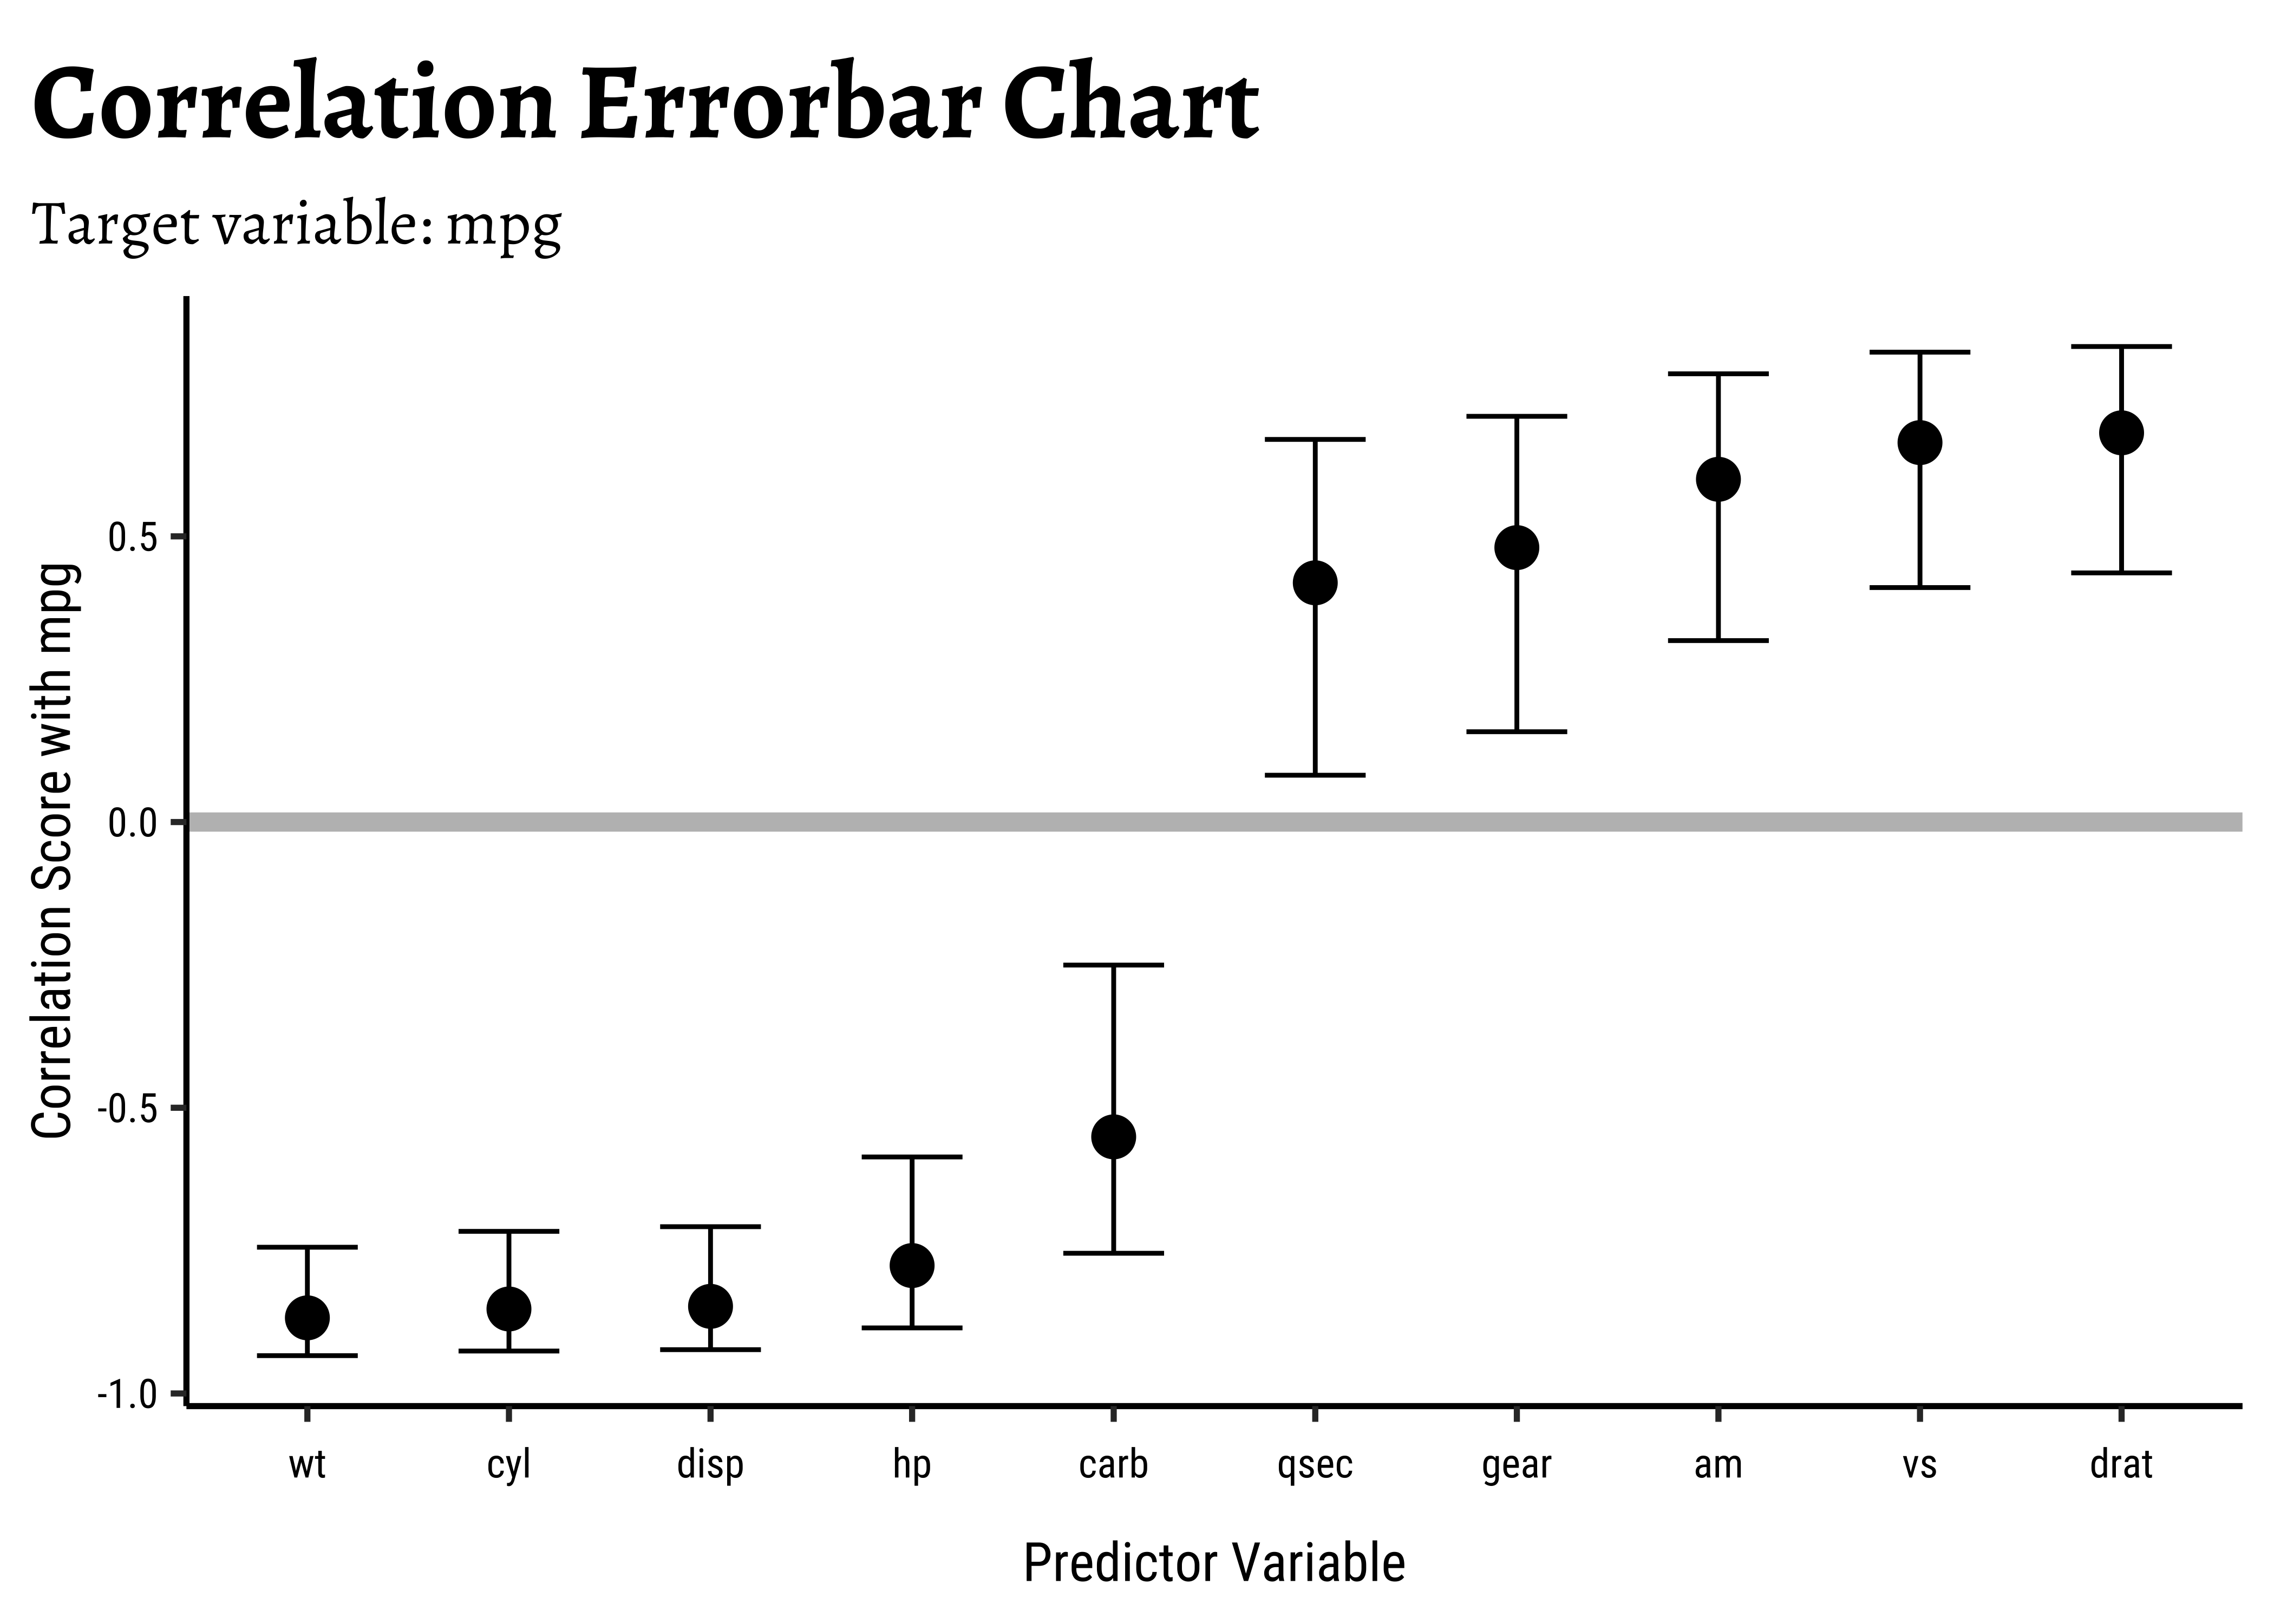 Correlation Errorbar Chart
Target variable: mpg
Correlation Score with mpg
0.5
0.0
-0.5
-1.0
wt cyl disp hp carb qsec gear am vs drat
Predictor Variable